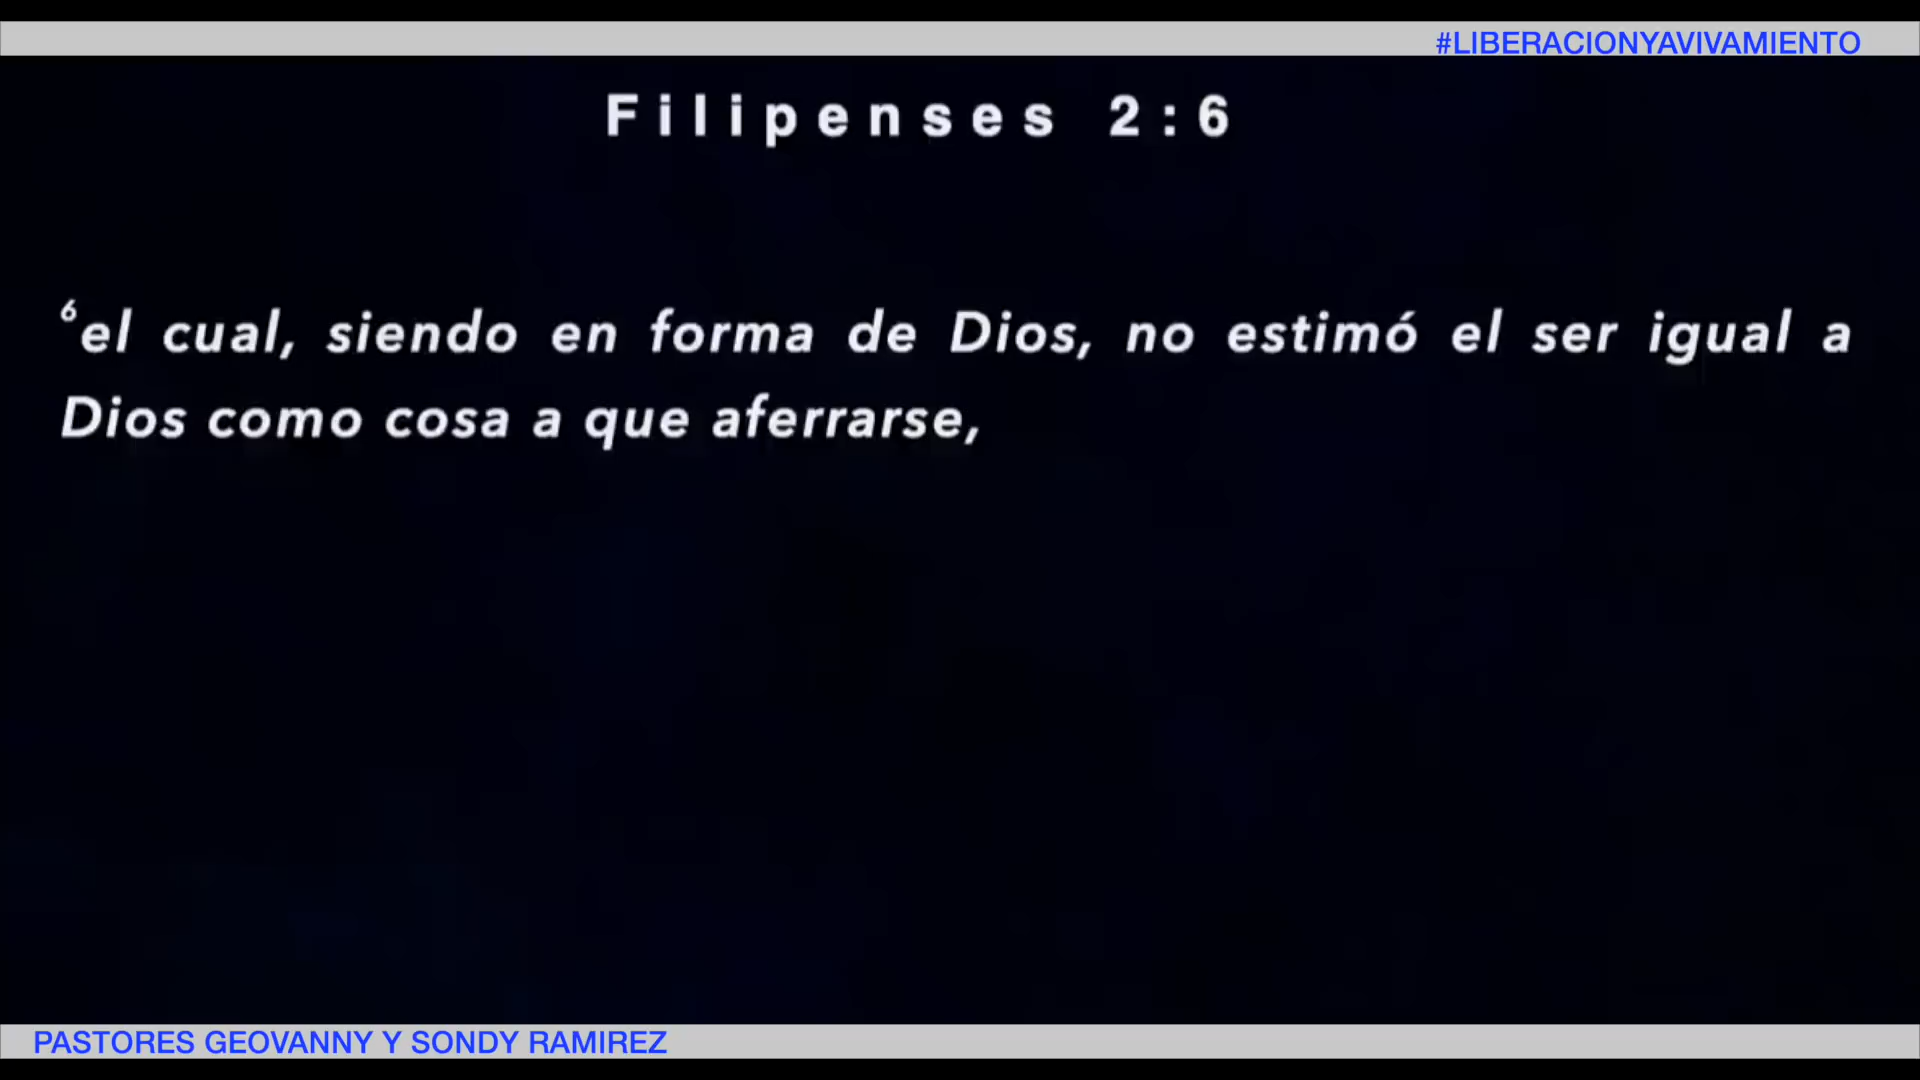 #LIBERACIONYAVIVAMIENTO
Filipenses 2:6
⁶el cual, siendo en forma de Dios, no estimó el ser igual a
Dios como cosa a que aferrarse,
PASTORES GEOVANNY Y SONDY RAMIREZ